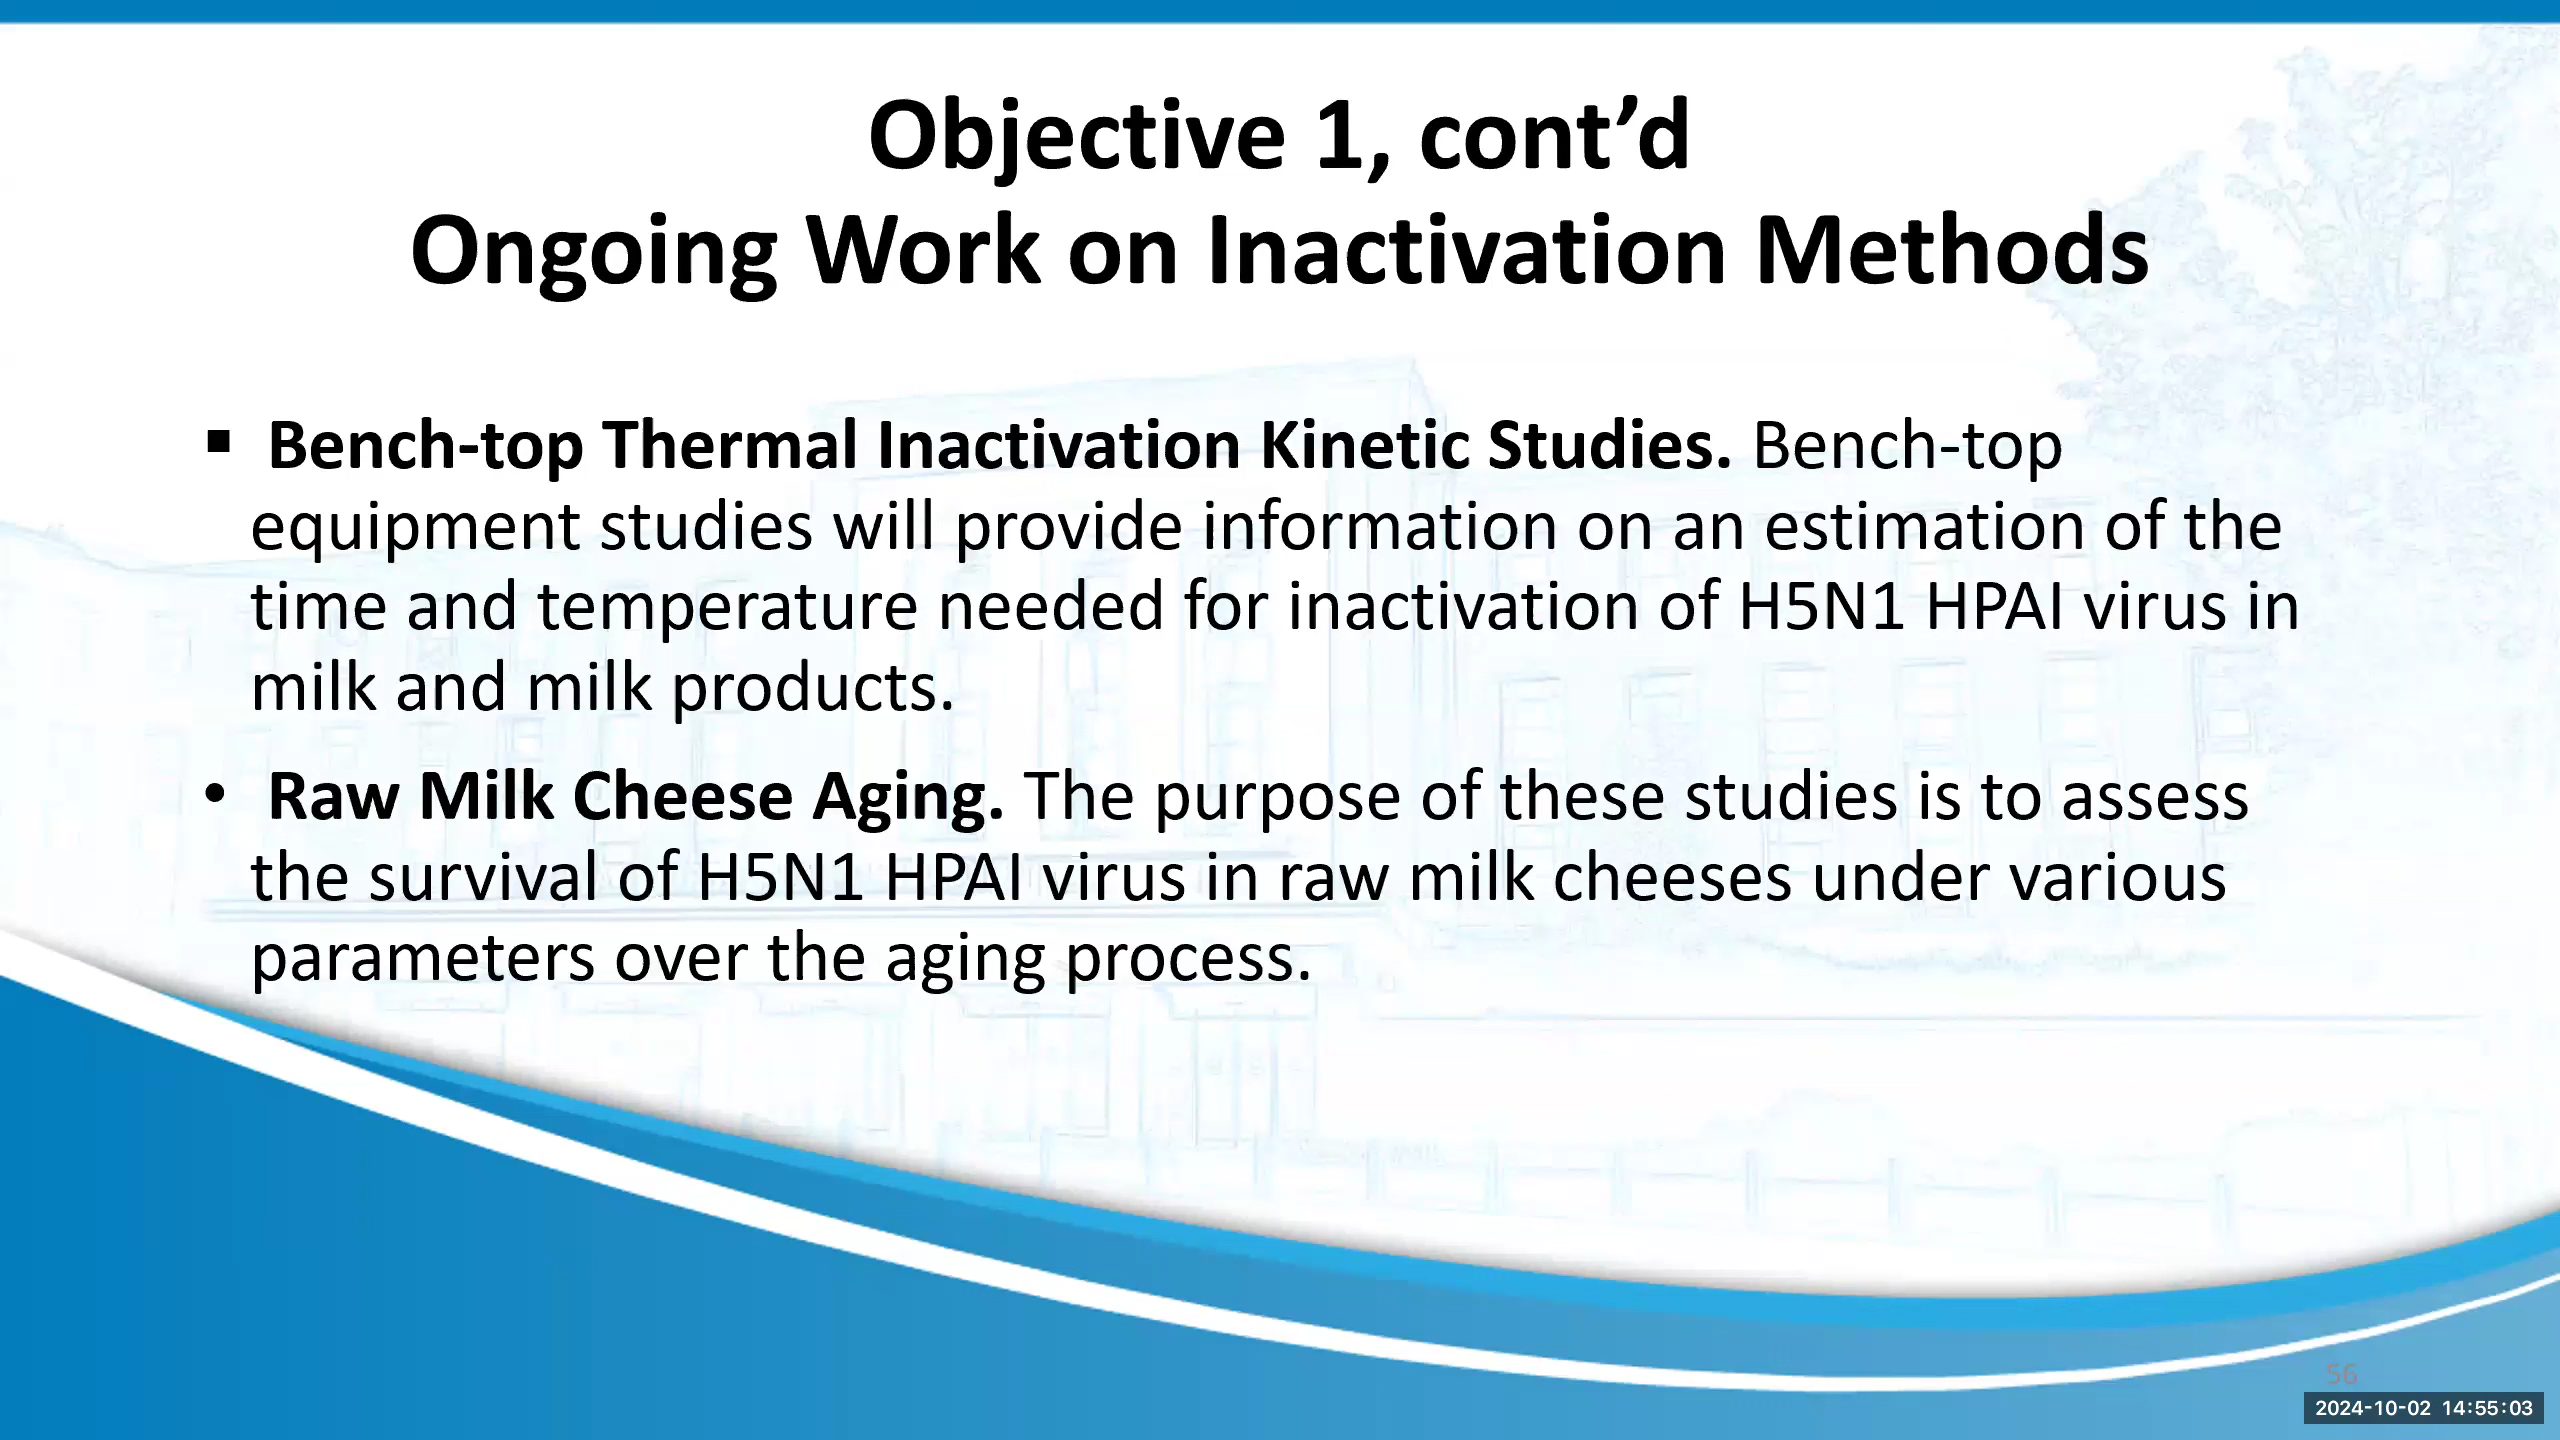 Objective 1, cont’d
Ongoing Work on Inactivation Methods
▪ Bench-top Thermal Inactivation Kinetic Studies. Bench-top
equipment studies will provide information on an estimation of the
time and temperature needed for inactivation of H5N1 HPAI virus in
milk and milk products.
• Raw Milk Cheese Aging. The purpose of these studies is to assess
the survival of H5N1 HPAI virus in raw milk cheeses under various
parameters over the aging process.
56
2024-10-02 14:55:03